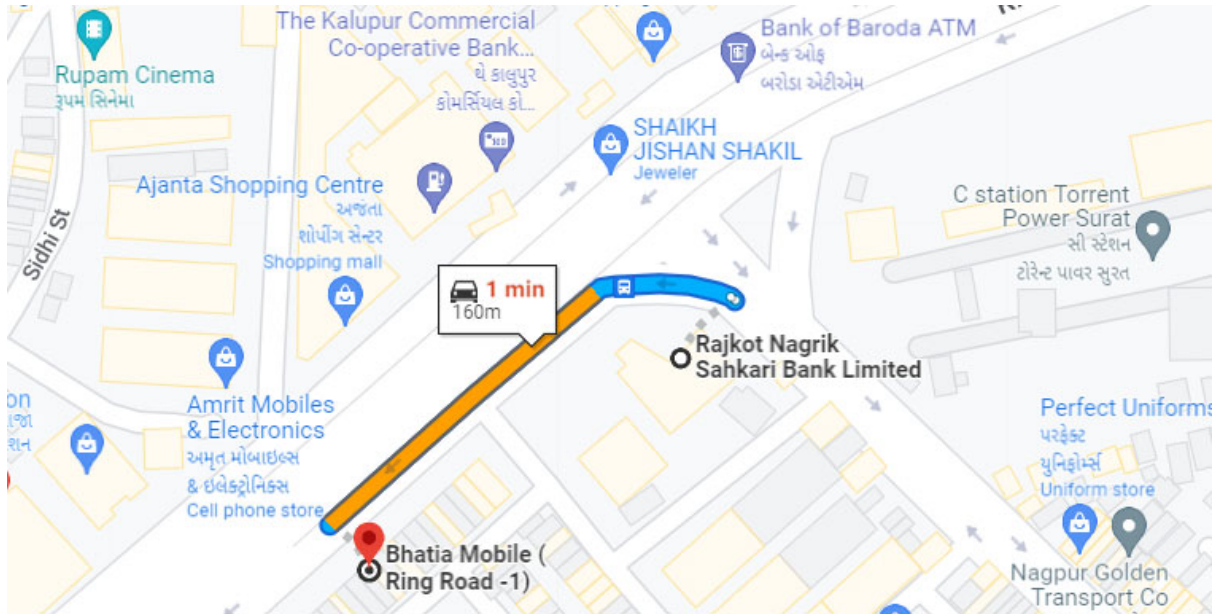 Rupam Cinema
રૂપમ સિનેમા
The Kalupur Commercial
Co-operative Bank...
ધે કાલુપુર
કોમર્સિયલ કો...
Bank of Baroda ATM
બેન્ક ઓફ
બરોડા એટીએમ
SHAIKH
JISHAN SHAKIL
Jeweler
Ajanta Shopping Centre
અજંતા
શોપીંગ સેન્ટર
Shopping mall
Sidhi St
C station Torrent
Power Surat
સી સ્ટેશન
ટોરેન્ટ પાવર સુરત
1 min
160m
Rajkot Nagrik
Sahkari Bank Limited
Amrit Mobiles
& Electronics
અમૃત મોબાઇલ્સ
& ઇલેક્ટ્રોનિક્સ
Cell phone store
Perfect Uniforms
પરફેક્ટ
યુનિફોર્મ્સ
Uniform store
Bhatia Mobile (
Ring Road -1)
Nagpur Golden
Transport Co